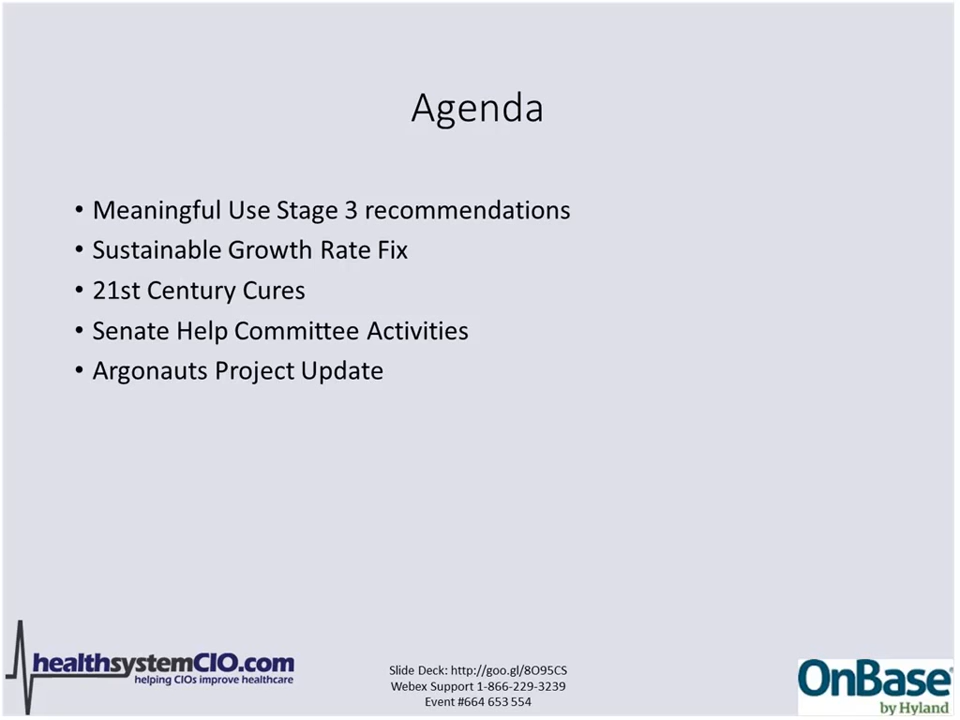 Agenda
• Meaningful Use Stage 3 recommendations
• Sustainable Growth Rate Fix
• 21st Century Cures
• Senate Help Committee Activities
• Argonauts Project Update
healthsystemCIO.com
helping CIOs improve healthcare
Slide Deck: http://goo.gl/8O95CS
Webex Support 1-866-229-3239
Event #664 653 554
OnBase®
by Hyland